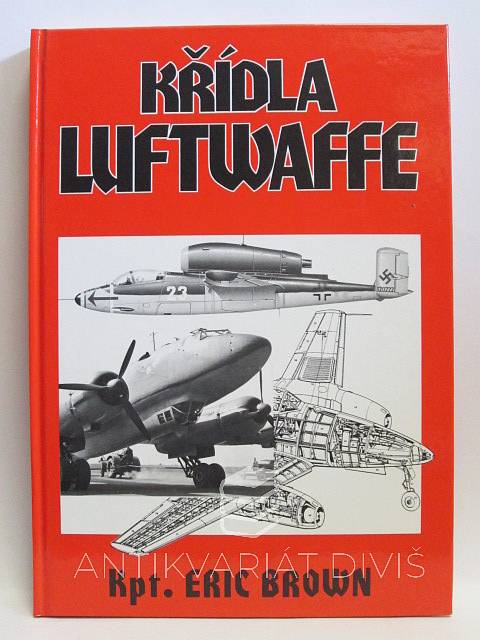 KŘÍDLA
LUFTWAFFE
23
ANTIKVARIÁT DIVIŠ
Kpt. ERIC BROWN